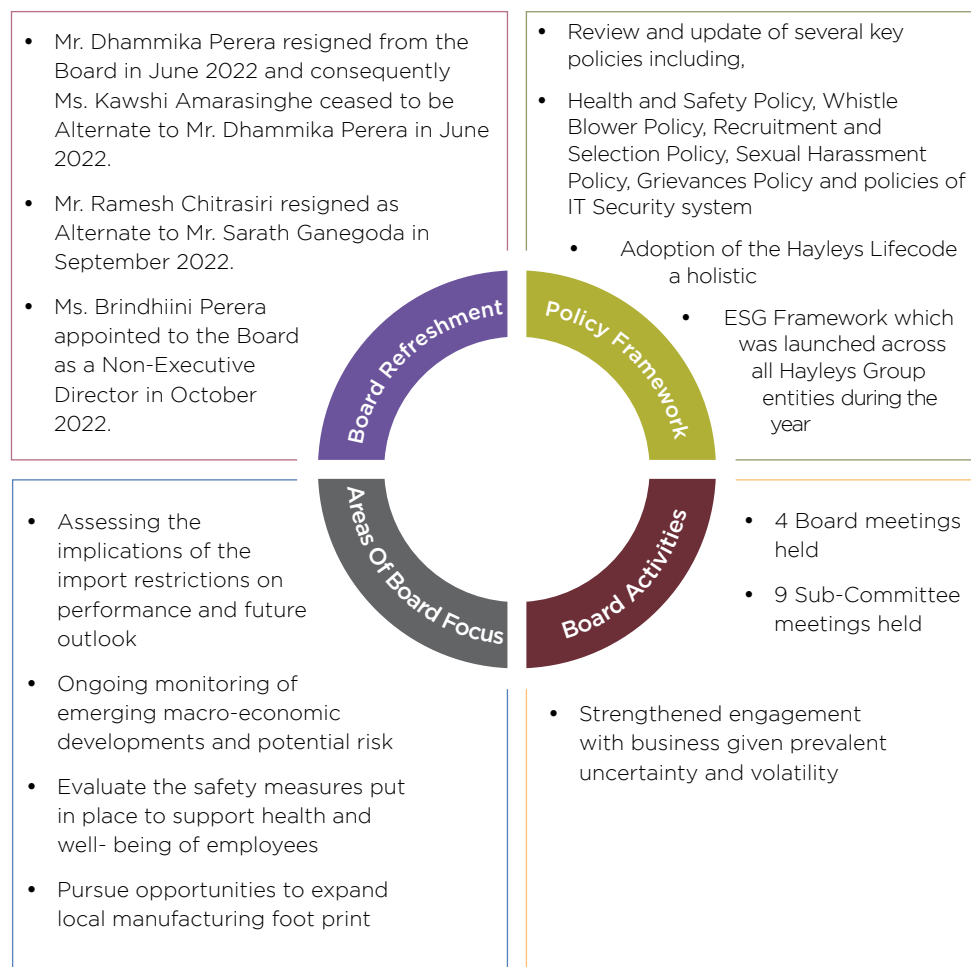 • Mr. Dhammika Perera resigned from the
Board in June 2022 and consequently
Ms. Kawshi Amarasinghe ceased to be
Alternate to Mr. Dhammika Perera in June
2022.
• Mr. Ramesh Chitrasiri resigned as
Alternate to Mr. Sarath Ganegoda in
September 2022.
• Ms. Brindhiini Perera
appointed to the Board
as a Non-Executive
Director in October
2022.
Board Refreshment
• Review and update of several key
policies including,
• Health and Safety Policy, Whistle
Blower Policy, Recruitment and
Selection Policy, Sexual Harassment
Policy, Grievances Policy and policies of
IT Security system
• Adoption of the Hayleys Lifecode
a holistic
• ESG Framework which
was launched across
all Hayleys Group
entities during the
year
Policy Framework
• Assessing the
implications of the
import restrictions on
performance and future
outlook
• Ongoing monitoring of
emerging macro-economic
developments and potential risk
• Evaluate the safety measures put
in place to support health and
well- being of employees
• Pursue opportunities to expand
local manufacturing foot print
Areas Of Board Focus
• 4 Board meetings
held
• 9 Sub-Committee
meetings held
• Strengthened engagement
with business given prevalent
uncertainty and volatility
Board Activities